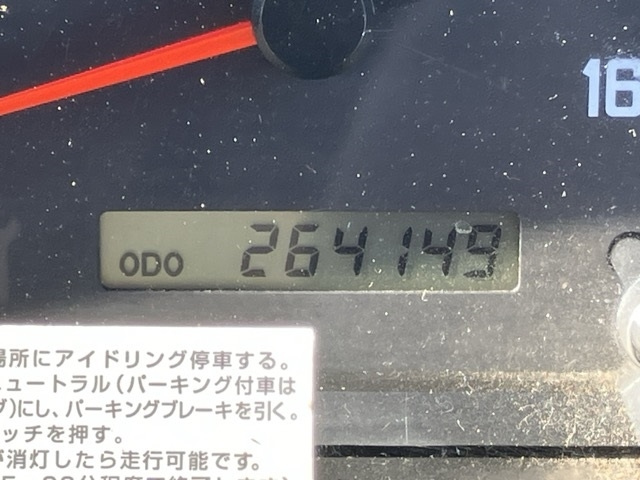 16
ODO 264149
場所にアイドリング停車する。
ュートラル(パーキング付車は
)にし、パーキングブレーキを引く。
ッチを押す。
が消灯したら走行可能です。